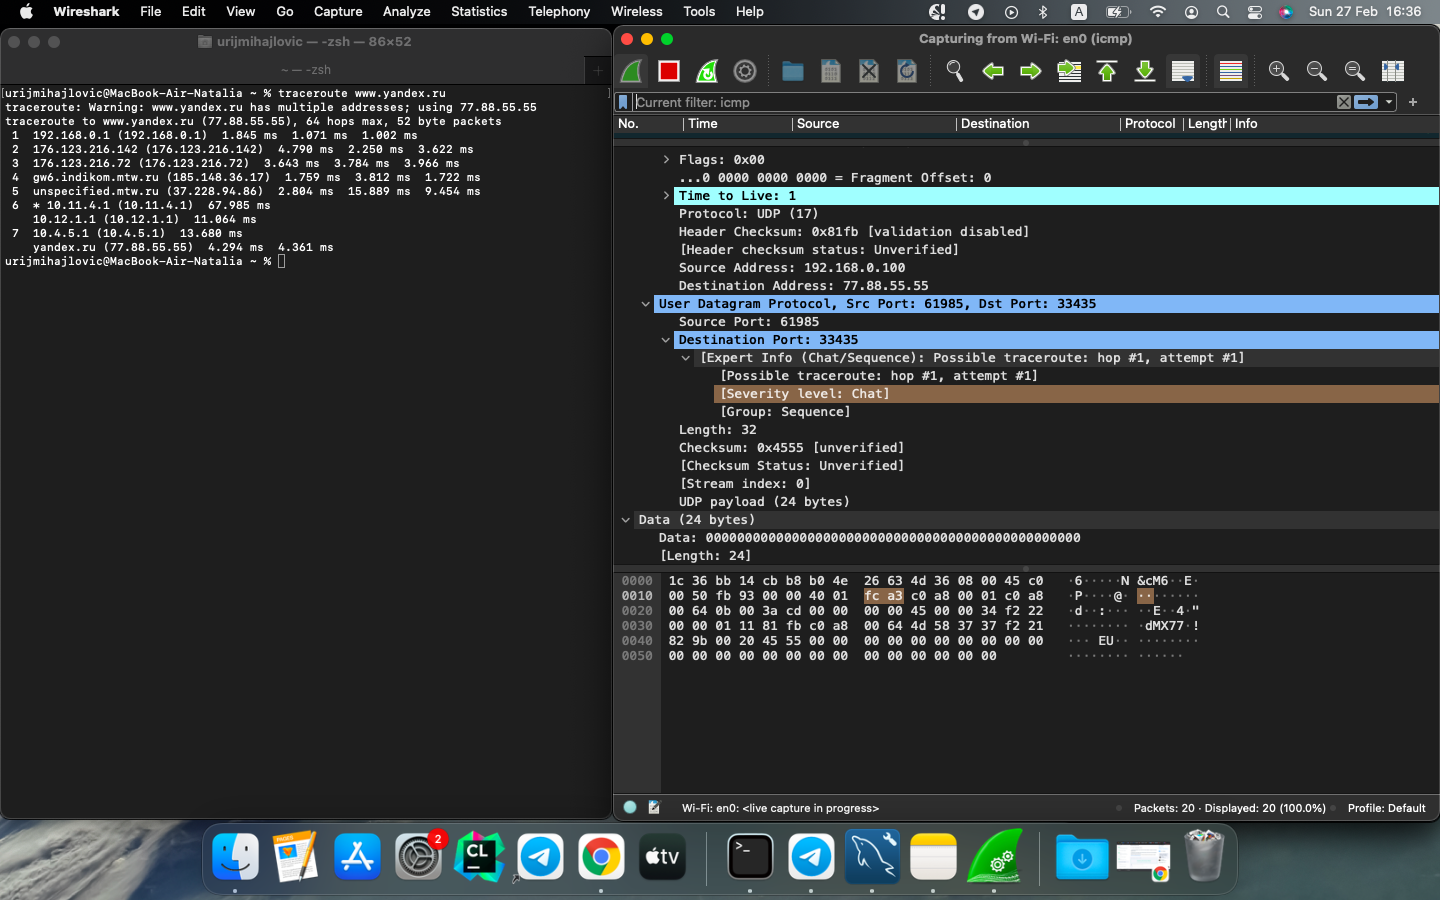 Wireshark File Edit View Go Capture Analyze Statistics Telephony Wireless Tools Help A Sun 27 Feb 16:36
urijmihajlovic — -zsh — 86×52
~ — -zsh
urijmihajlovic@MacBook-Air-Natalia ~ % traceroute www.yandex.ru
traceroute: Warning: www.yandex.ru has multiple addresses; using 77.88.55.55
traceroute to www.yandex.ru (77.88.55.55), 64 hops max, 52 byte packets
1 192.168.0.1 (192.168.0.1) 1.845 ms 1.071 ms 1.002 ms
2 176.123.216.142 (176.123.216.142) 4.790 ms 2.250 ms 3.622 ms
3 176.123.216.72 (176.123.216.72) 3.643 ms 3.784 ms 3.966 ms
4 gw6.indikom.mtw.ru (185.148.36.17) 1.759 ms 3.812 ms 1.722 ms
5 unspecified.mtw.ru (37.228.94.86) 2.804 ms 15.889 ms 9.454 ms
6 * 10.11.4.1 (10.11.4.1) 67.985 ms
10.12.1.1 (10.12.1.1) 11.064 ms
7 10.4.5.1 (10.4.5.1) 13.680 ms
yandex.ru (77.88.55.55) 4.294 ms 4.361 ms
urijmihajlovic@MacBook-Air-Natalia ~ %
Capturing from Wi-Fi: en0 (icmp)
Current filter: icmp
No. Time Source Destination Protocol Length Info
Flags: 0x00
...0 0000 0000 0000 = Fragment Offset: 0
Time to Live: 1
Protocol: UDP (17)
Header Checksum: 0x81fb [validation disabled]
[Header checksum status: Unverified]
Source Address: 192.168.0.100
Destination Address: 77.88.55.55
User Datagram Protocol, Src Port: 61985, Dst Port: 33435
Source Port: 61985
Destination Port: 33435
[Expert Info (Chat/Sequence): Possible traceroute: hop #1, attempt #1]
[Possible traceroute: hop #1, attempt #1]
[Severity level: Chat]
[Group: Sequence]
Length: 32
Checksum: 0x4555 [unverified]
[Checksum Status: Unverified]
[Stream index: 0]
UDP payload (24 bytes)
Data (24 bytes)
Data: 000000000000000000000000000000000000000000000000
[Length: 24]
0000 1c 36 bb 14 cb b8 b0 4e 26 63 4d 36 08 00 45 c0 ·6·····N &cM6··E·
0010 00 50 fb 93 00 00 40 01 fc a3 c0 a8 00 01 c0 a8 ·P····@· ········
0020 00 64 0b 00 3a cd 00 00 00 00 45 00 00 34 f2 22 ·d··:··· ··E··4·"
0030 00 00 01 11 81 fb c0 a8 00 64 4d 58 37 37 f2 21 ········ ·dMX77·!
0040 82 9b 00 20 45 55 00 00 00 00 00 00 00 00 00 00 ··· EU·· ········
0050 00 00 00 00 00 00 00 00 00 00 00 00 00 00 ········ ······
Wi-Fi: en0: <live capture in progress> Packets: 20 · Displayed: 20 (100.0%) Profile: Default
PAGES
2
CL
tv
>_